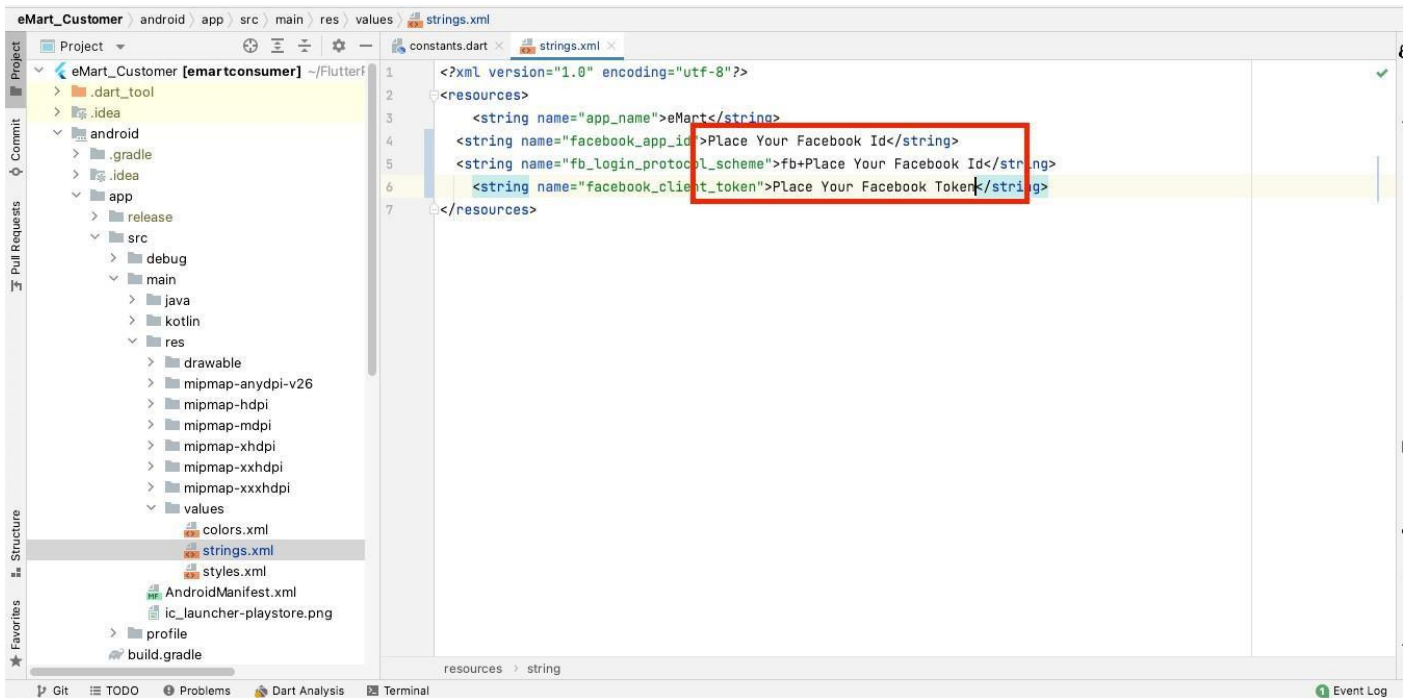 eMart_Customer android app src main res values strings.xml
Project
constants.dart strings.xml
Project
Commit
Pull Requests
Structure
Favorites
eMart_Customer [emartconsumer] ~/Flutter
.dart_tool
.idea
android
.gradle
.idea
app
release
src
debug
main
java
kotlin
res
drawable
mipmap-anydpi-v26
mipmap-hdpi
mipmap-mdpi
mipmap-xhdpi
mipmap-xxhdpi
mipmap-xxxhdpi
values
colors.xml
strings.xml
styles.xml
AndroidManifest.xml
ic_launcher-playstore.png
profile
build.gradle
1 <?xml version="1.0" encoding="utf-8"?>
2 <resources>
3 <string name="app_name">eMart</string>
4 <string name="facebook_app_id">Place Your Facebook Id</string>
5 <string name="fb_login_protocol_scheme">fb+Place Your Facebook Id</string>
6 <string name="facebook_client_token">Place Your Facebook Token</string>
7 </resources>
resources > string
Git TODO Problems Dart Analysis Terminal 1 Event Log